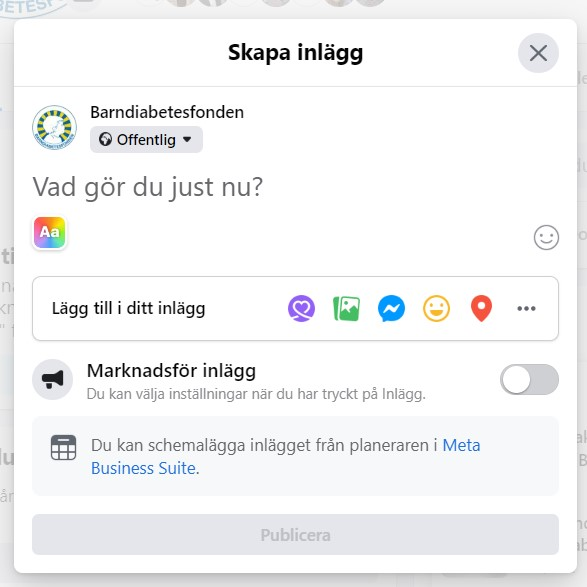 Skapa inlägg
Barndiabetesfonden
Offentlig
Vad gör du just nu?
Aa
Lägg till i ditt inlägg
Marknadsför inlägg
Du kan välja inställningar när du har tryckt på Inlägg.
Du kan schemalägga inlägget från planeraren i Meta
Business Suite.
Publicera